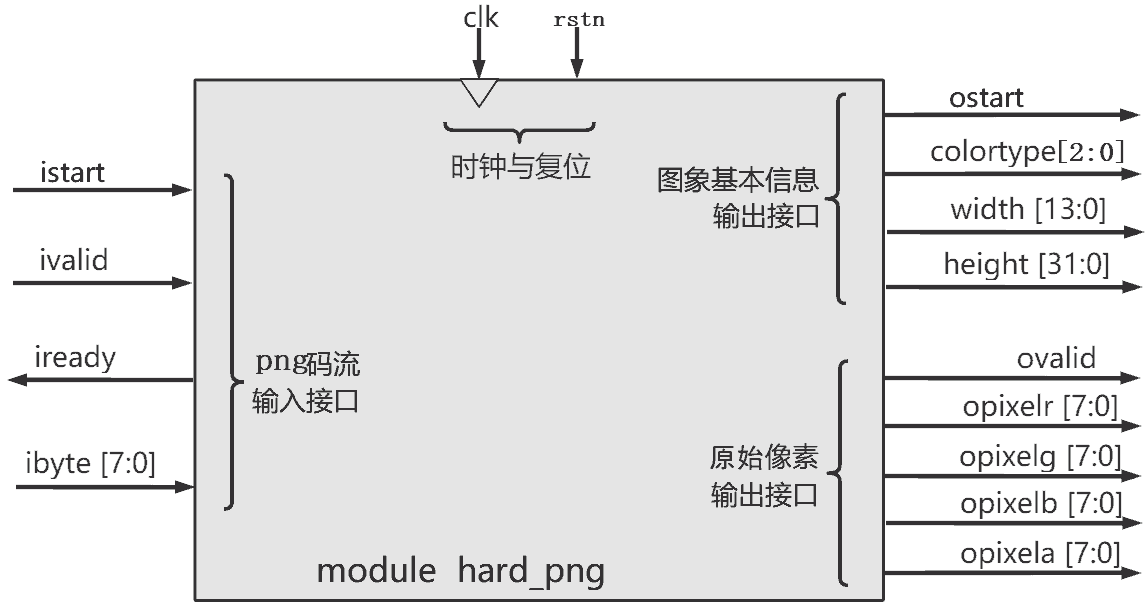 clk
rstn
时钟与复位
istart
ivalid
iready
ibyte [7:0]
png码流
输入接口
图象基本信息
输出接口
ostart
colortype[2:0]
width [13:0]
height [31:0]
原始像素
输出接口
ovalid
opixelr [7:0]
opixelg [7:0]
opixelb [7:0]
opixela [7:0]
module hard_png